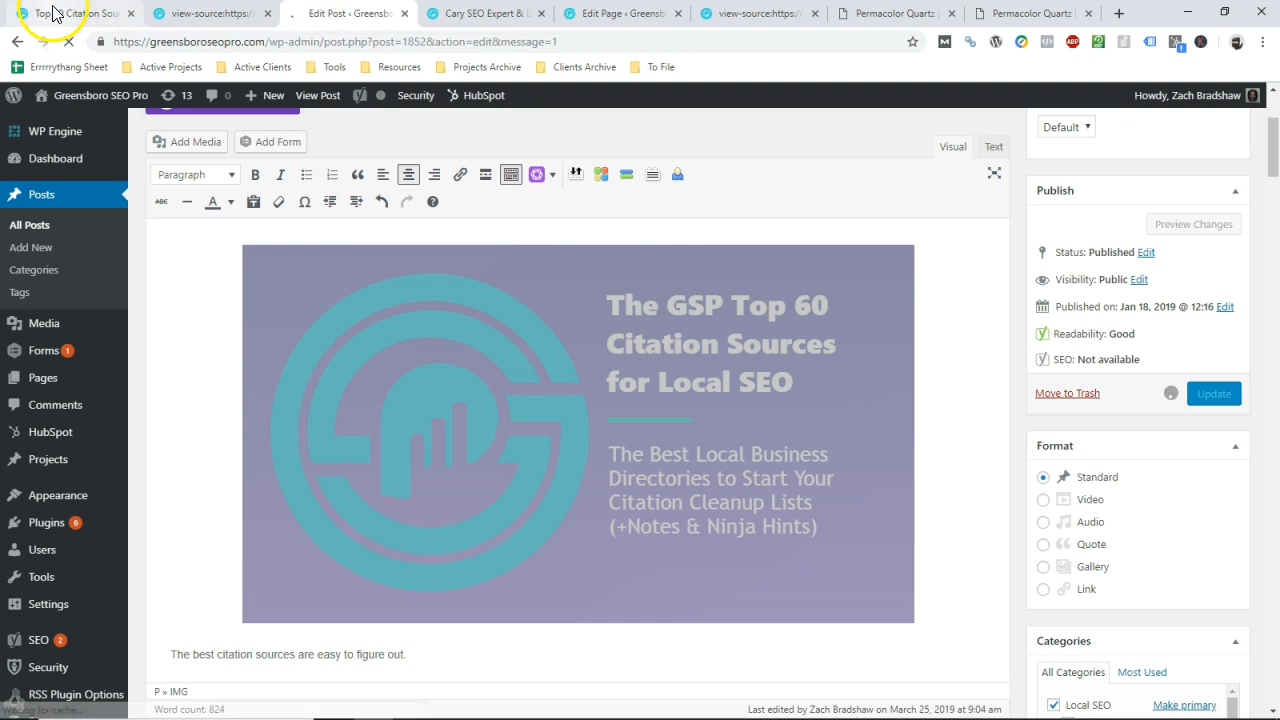 Top
Citation Sour
view-source:https:/
Edit Post ‹ Greensbo
Cary SEO Expert & D
Edit Page ‹ Greensbo
view-source:https:/
Permacolor Quartz
Permacolor Quartz
https://greensboroseopro.com/wp-admin/post.php?post=1852&action=edit&message=1
Errrrrythang Sheet
Active Projects
Active Clients
Tools
Resources
Projects Archive
Clients Archive
To File
Greensboro SEO Pro
13
0
New
View Post
Security
HubSpot
Howdy, Zach Bradshaw
WP Engine
Dashboard
Posts
All Posts
Add New
Categories
Tags
Media
Forms 1
Pages
Comments
HubSpot
Projects
Appearance
Plugins 6
Users
Tools
Settings
SEO 2
Security
RSS Plugin Options
Waiting for cache...
Add Media
Add Form
Visual
Text
Paragraph
B
I
ABC
A
The GSP Top 60
Citation Sources
for Local SEO
The Best Local Business
Directories to Start Your
Citation Cleanup Lists
(+Notes & Ninja Hints)
The best citation sources are easy to figure out.
P » IMG
Word count: 824
Last edited by Zach Bradshaw on March 25, 2019 at 9:04 am
Default
Publish
Preview Changes
Status: Published Edit
Visibility: Public Edit
Published on: Jan 18, 2019 @ 12:16 Edit
Readability: Good
SEO: Not available
Move to Trash
Update
Format
Standard
Video
Audio
Quote
Gallery
Link
Categories
All Categories
Most Used
Local SEO
Make primary